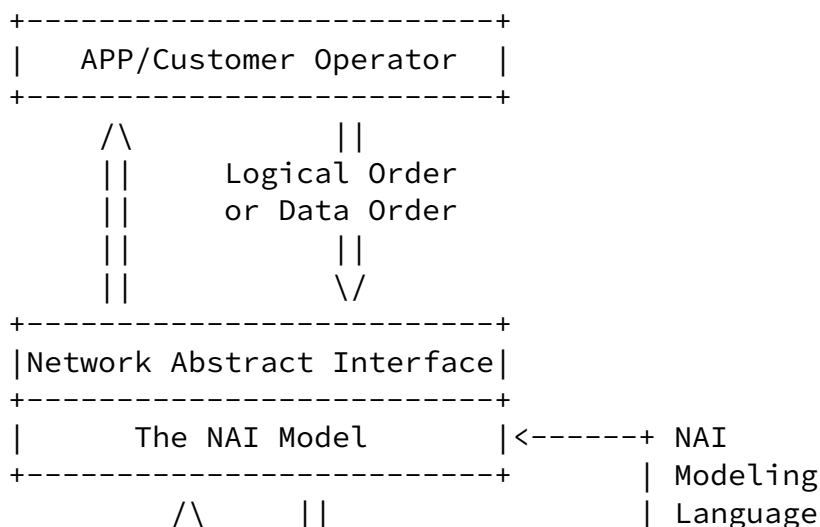 +--------------------------+
|   APP/Customer Operator  |
+--------------------------+
     /\           ||
     ||     Logical Order
     ||     or Data Order
     ||           ||
     ||           \/
+--------------------------+
|Network Abstract Interface|
+--------------------------+
|      The NAI Model       |<------+ NAI
+--------------------------+       | Modeling
         /\     ||                 | Language